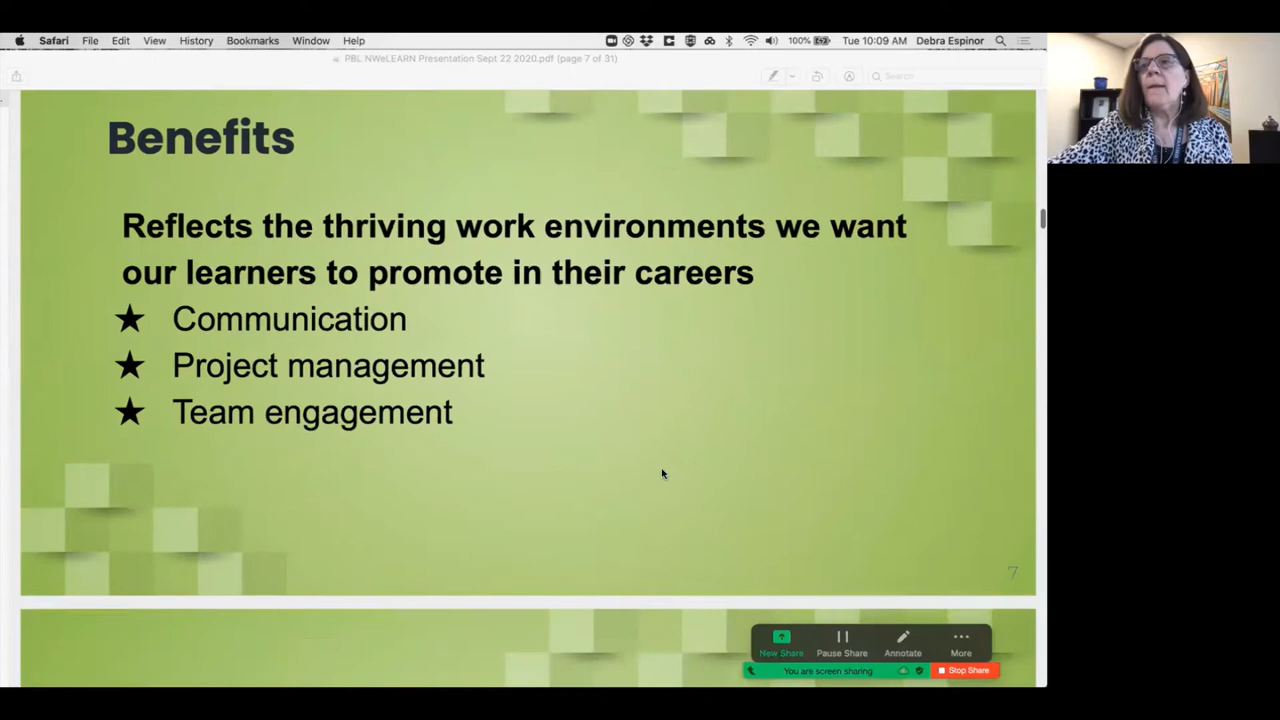 Safari File Edit View History Bookmarks Window Help 100% Tue 10:09 AM Debra Espinor
PBL NWeLEARN Presentation Sept 22 2020.pdf (page 7 of 31)
Search
Benefits
Reflects the thriving work environments we want
our learners to promote in their careers
★ Communication
★ Project management
★ Team engagement
7
New Share Pause Share Annotate More
You are screen sharing Stop Share